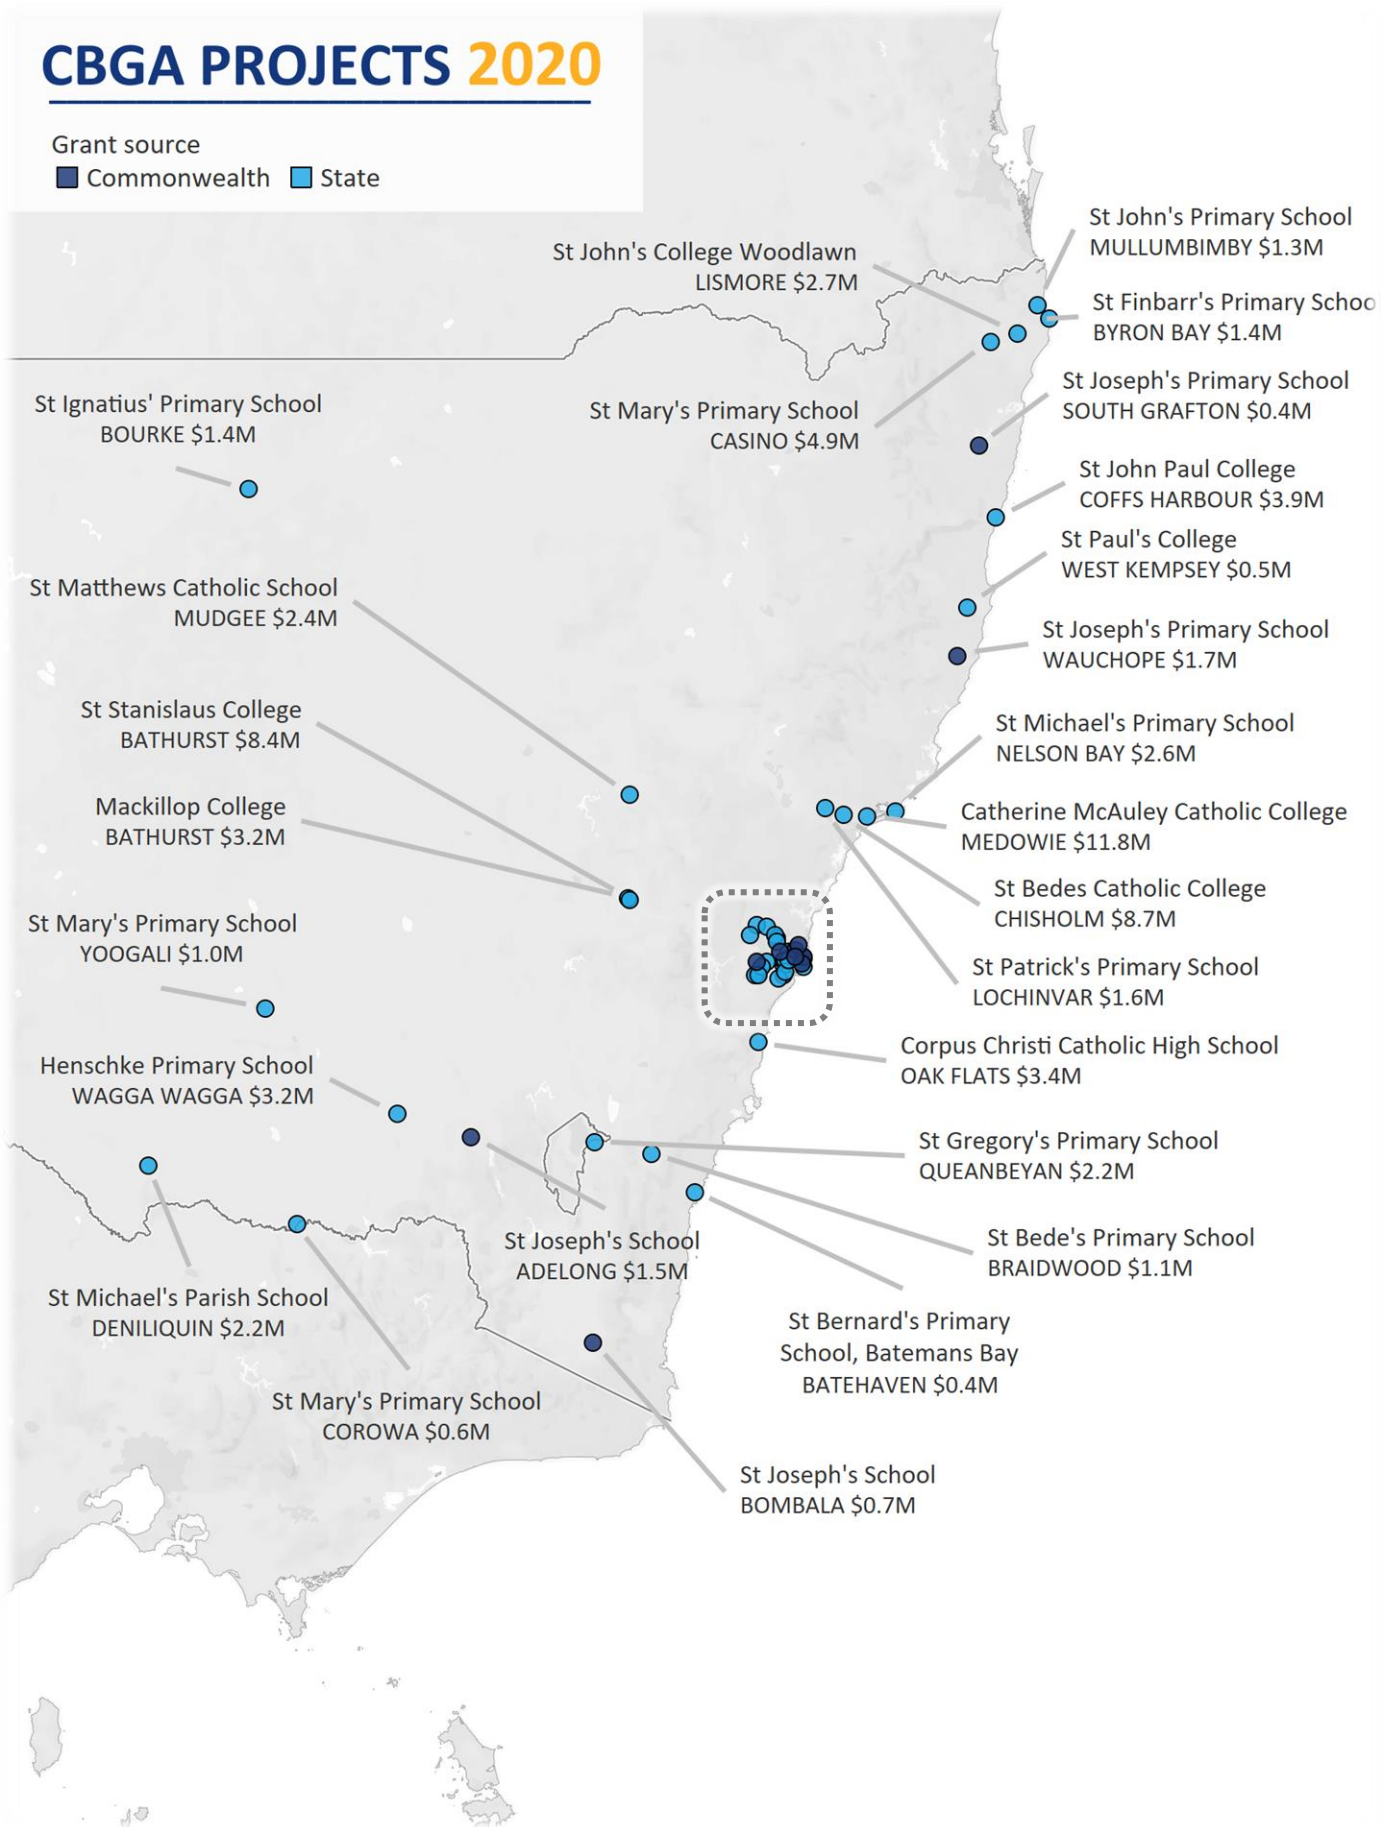 CBGA PROJECTS 2020
Grant source
Commonwealth State
St John's Primary School
MULLUMBIMBY $1.3M
St John's College Woodlawn
LISMORE $2.7M
St Finbarr's Primary Schoo
BYRON BAY $1.4M
St Joseph's Primary School
SOUTH GRAFTON $0.4M
St Ignatius' Primary School
BOURKE $1.4M
St Mary's Primary School
CASINO $4.9M
St John Paul College
COFFS HARBOUR $3.9M
St Paul's College
WEST KEMPSEY $0.5M
St Matthews Catholic School
MUDGEE $2.4M
St Joseph's Primary School
WAUCHOPE $1.7M
St Stanislaus College
BATHURST $8.4M
St Michael's Primary School
NELSON BAY $2.6M
Mackillop College
BATHURST $3.2M
Catherine McAuley Catholic College
MEDOWIE $11.8M
St Bedes Catholic College
CHISHOLM $8.7M
St Mary's Primary School
YOOGALI $1.0M
St Patrick's Primary School
LOCHINVAR $1.6M
Corpus Christi Catholic High School
OAK FLATS $3.4M
Henschke Primary School
WAGGA WAGGA $3.2M
St Gregory's Primary School
QUEANBEYAN $2.2M
St Joseph's School
ADELONG $1.5M
St Bede's Primary School
BRAIDWOOD $1.1M
St Michael's Parish School
DENILIQUIN $2.2M
St Bernard's Primary
School, Batemans Bay
BATEHAVEN $0.4M
St Mary's Primary School
COROWA $0.6M
St Joseph's School
BOMBALA $0.7M